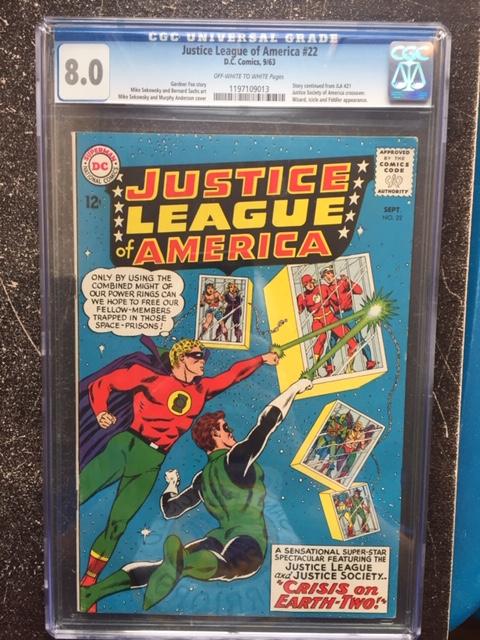 CGC UNIVERSAL GRADE
8.0
Justice League of America #22
D.C. Comics, 9/63
OFF-WHITE TO WHITE Pages
Gardner Fox story
Mike Sekowsky and Bernard Sachs art
Mike Sekowsky and Murphy Anderson cover
1197109013
Story continued from JLA #21
Justice Society of America crossover.
Wizard, Icicle and Fiddler appearance.
CGC
SUPERMAN
DC
NATIONAL COMICS
12¢
APPROVED
BY THE
COMICS
CODE
AUTHORITY
JUSTICE
LEAGUE
of AMERICA
SEPT.
NO. 22
ONLY BY USING THE
COMBINED MIGHT OF
OUR POWER RINGS CAN
WE HOPE TO FREE OUR
FELLOW-MEMBERS
TRAPPED IN THOSE
SPACE-PRISONS!
A SENSATIONAL SUPER-STAR
SPECTACULAR FEATURING THE
JUSTICE LEAGUE
and JUSTICE SOCIETY...
"CRISIS on
EARTH-TWO!"